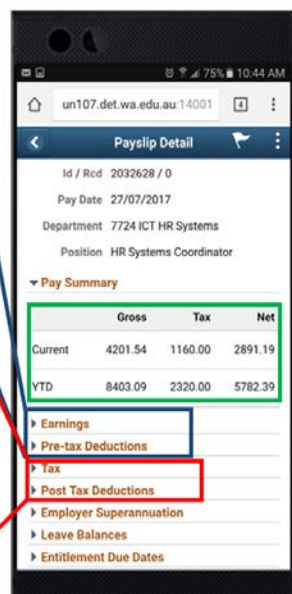 75% 10:44 AM
un107.det.wa.edu.au:14001 4
Payslip Detail
Id / Rcd 2032628 / 0
Pay Date 27/07/2017
Department 7724 ICT HR Systems
Position HR Systems Coordinator
Pay Summary
Gross Tax Net
Current 4201.54 1160.00 2891.19
YTD 8403.09 2320.00 5782.39
Earnings
Pre-tax Deductions
Tax
Post Tax Deductions
Employer Superannuation
Leave Balances
Entitlement Due Dates